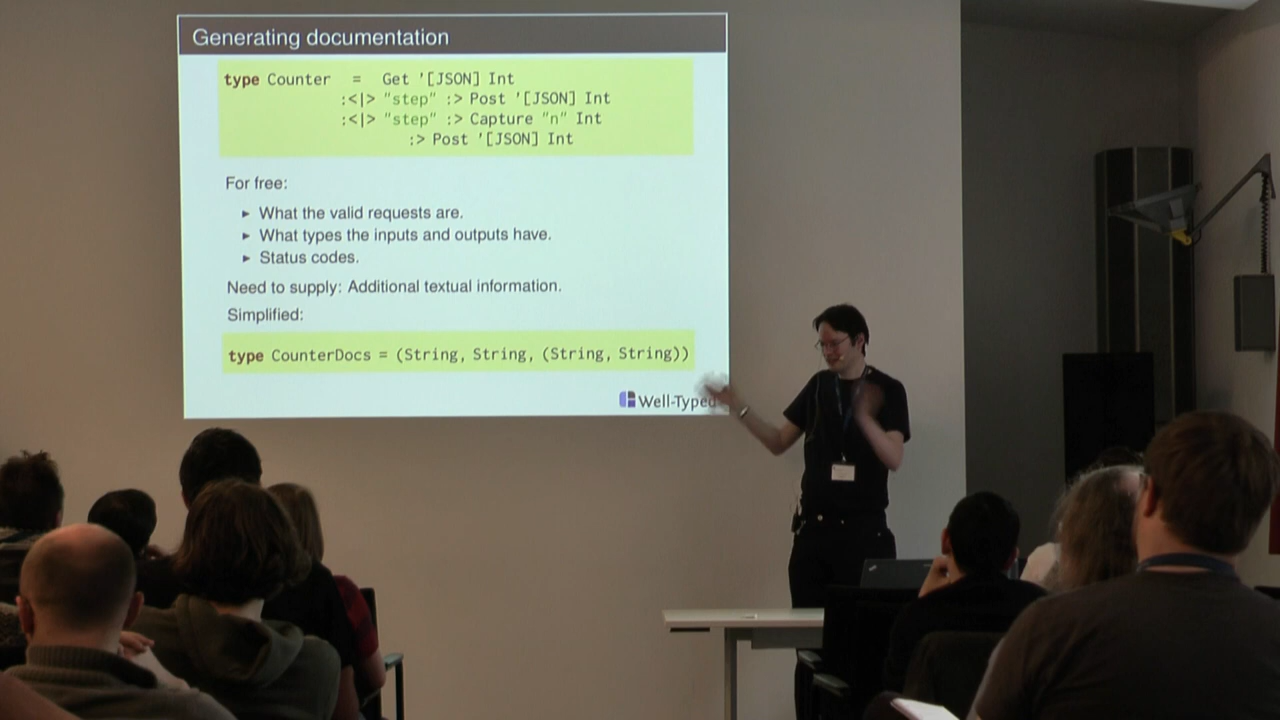 Generating documentation
type Counter = Get '[JSON] Int
:<|> "step" :> Post '[JSON] Int
:<|> "step" :> Capture "n" Int
:> Post '[JSON] Int
For free:
► What the valid requests are.
► What types the inputs and outputs have.
► Status codes.
Need to supply: Additional textual information.
Simplified:
type CounterDocs = (String, String, (String, String))
Well-Typed